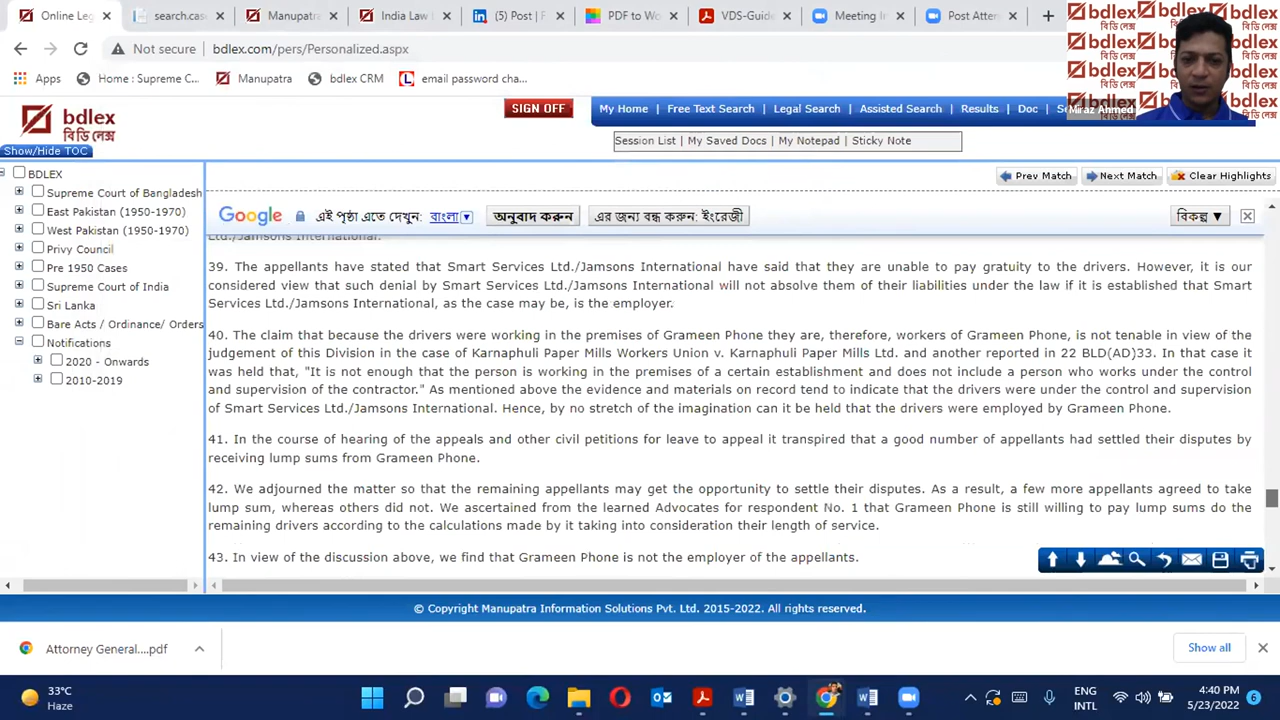 Online Leg
search.cas
Manupatra
India Law
(5) Post | F
PDF to Wo
VDS-Guide
Meeting In
Post Atten
Not secure
bdlex.com/pers/Personalized.aspx
Apps
Home : Supreme C...
Manupatra
bdlex CRM
email password cha...
bdlex
বিডি লেক্স
Miraz Ahmed
bdlex
বিডি লেক্স
SIGN OFF
My Home | Free Text Search | Legal Search | Assisted Search | Results | Doc |
Session List | My Saved Docs | My Notepad | Sticky Note
Show/Hide TOC
BDLEX
Supreme Court of Bangladesh
East Pakistan (1950-1970)
West Pakistan (1950-1970)
Privy Council
Pre 1950 Cases
Supreme Court of India
Sri Lanka
Bare Acts / Ordinance/ Orders
Notifications
2020 - Onwards
2010-2019
Prev Match
Next Match
Clear Highlights
Google
এই পৃষ্ঠা এতে দেখুন: বাংলা
অনুবাদ করুন
এর জন্য বন্ধ করুন: ইংরেজী
বিকল্প ▼
Ltd./Jamsons International.
39. The appellants have stated that Smart Services Ltd./Jamsons International have said that they are unable to pay gratuity to the drivers. However, it is our
considered view that such denial by Smart Services Ltd./Jamsons International will not absolve them of their liabilities under the law if it is established that Smart
Services Ltd./Jamsons International, as the case may be, is the employer.
40. The claim that because the drivers were working in the premises of Grameen Phone they are, therefore, workers of Grameen Phone, is not tenable in view of the
judgement of this Division in the case of Karnaphuli Paper Mills Workers Union v. Karnaphuli Paper Mills Ltd. and another reported in 22 BLD(AD)33. In that case it
was held that, "It is not enough that the person is working in the premises of a certain establishment and does not include a person who works under the control
and supervision of the contractor." As mentioned above the evidence and materials on record tend to indicate that the drivers were under the control and supervision
of Smart Services Ltd./Jamsons International. Hence, by no stretch of the imagination can it be held that the drivers were employed by Grameen Phone.
41. In the course of hearing of the appeals and other civil petitions for leave to appeal it transpired that a good number of appellants had settled their disputes by
receiving lump sums from Grameen Phone.
42. We adjourned the matter so that the remaining appellants may get the opportunity to settle their disputes. As a result, a few more appellants agreed to take
lump sum, whereas others did not. We ascertained from the learned Advocates for respondent No. 1 that Grameen Phone is still willing to pay lump sums do the
remaining drivers according to the calculations made by it taking into consideration their length of service.
43. In view of the discussion above, we find that Grameen Phone is not the employer of the appellants.
© Copyright Manupatra Information Solutions Pvt. Ltd. 2015-2022. All rights reserved.
Attorney General....pdf
Show all
33°C
Haze
ENG
INTL
4:40 PM
5/23/2022
6